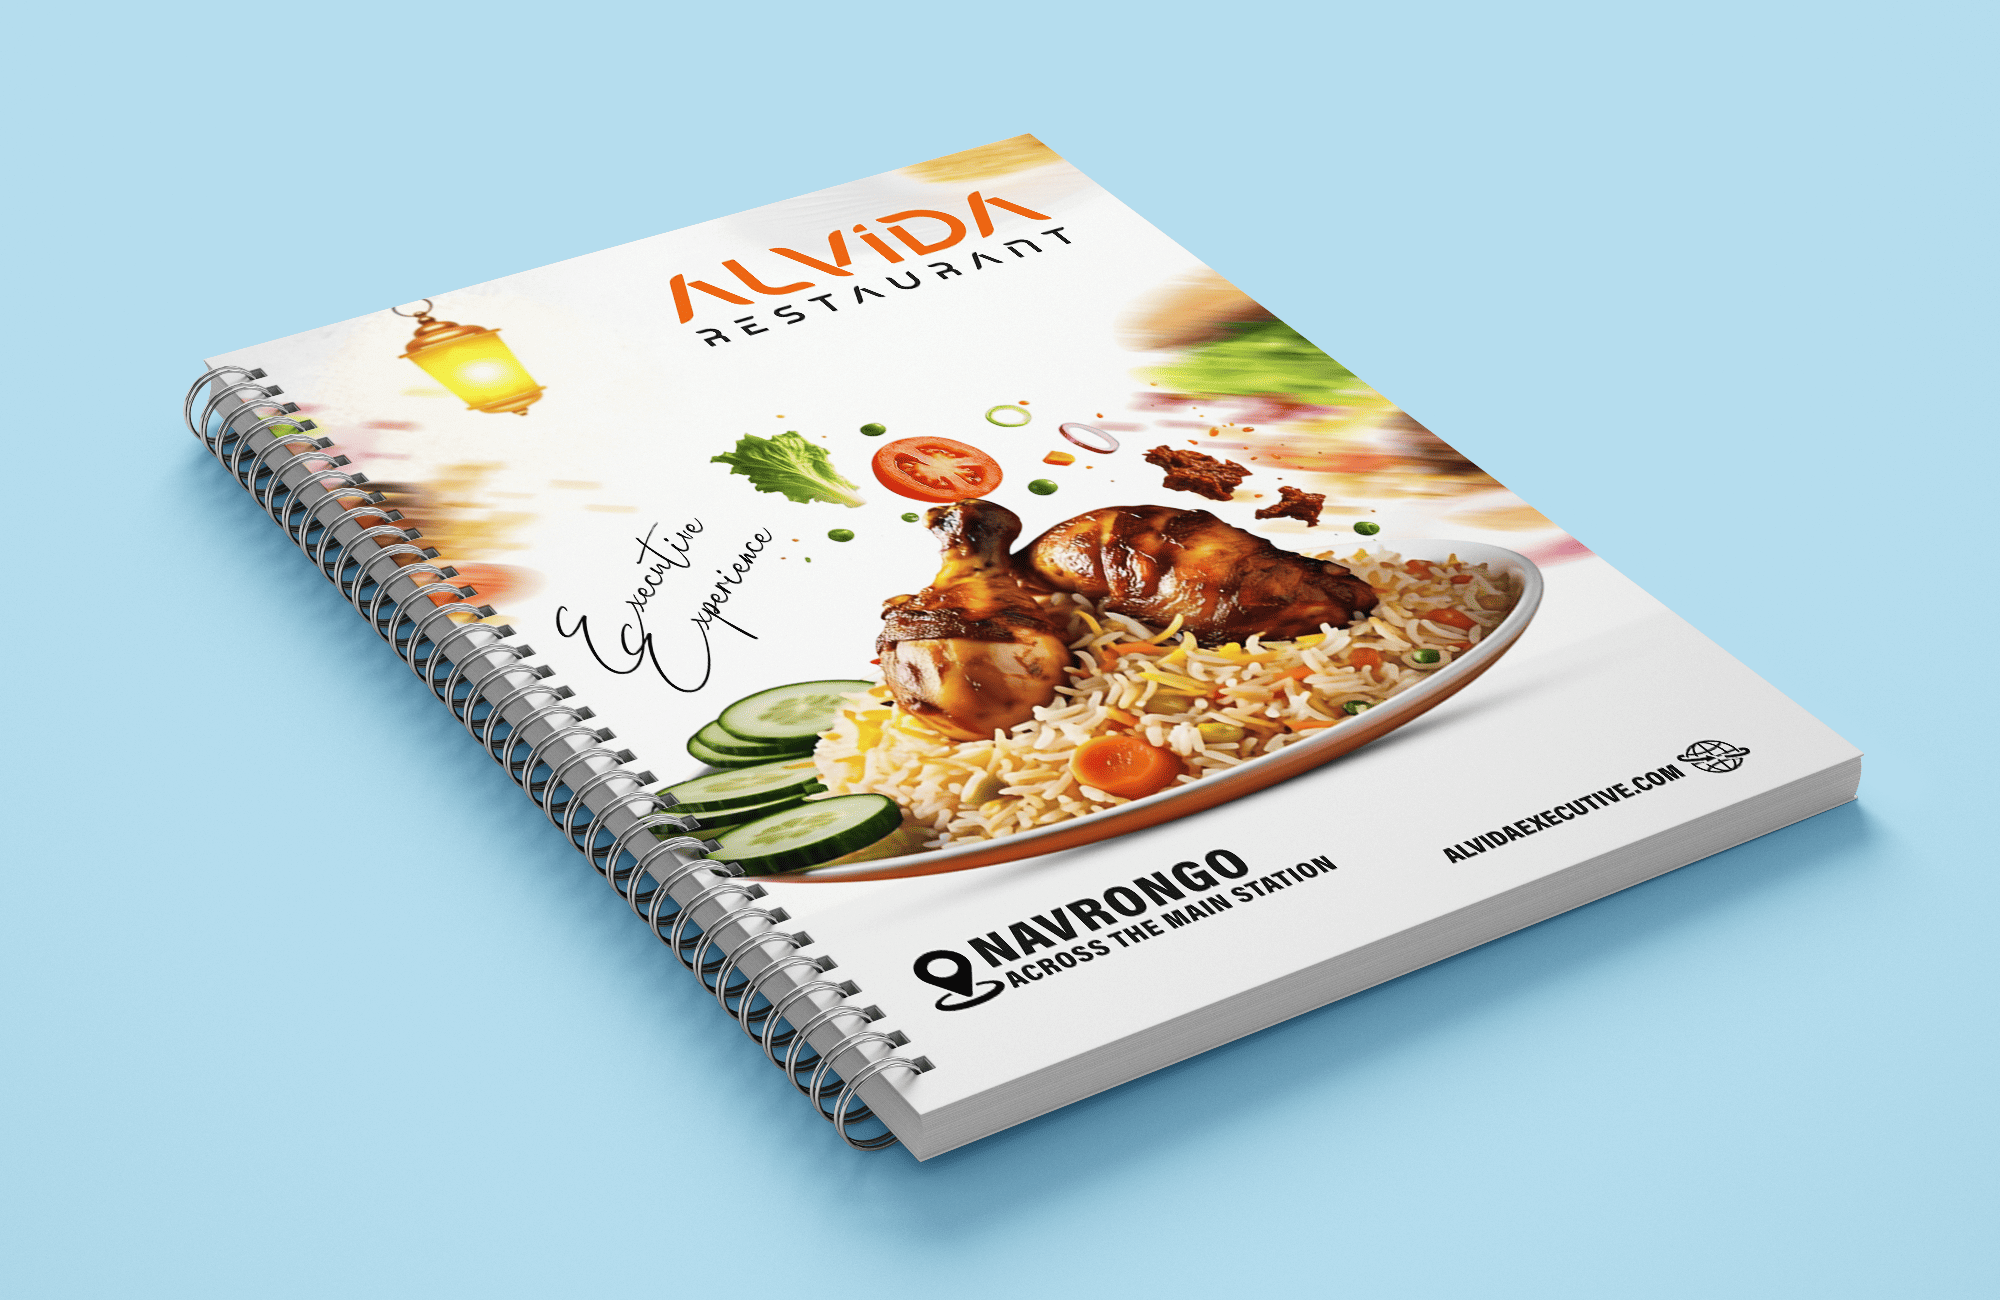 ALViDA
RESTAURANT
Executive
Experience
NAVRONGO
ACROSS THE MAIN STATION
ALVIDAEXECUTIVE.COM